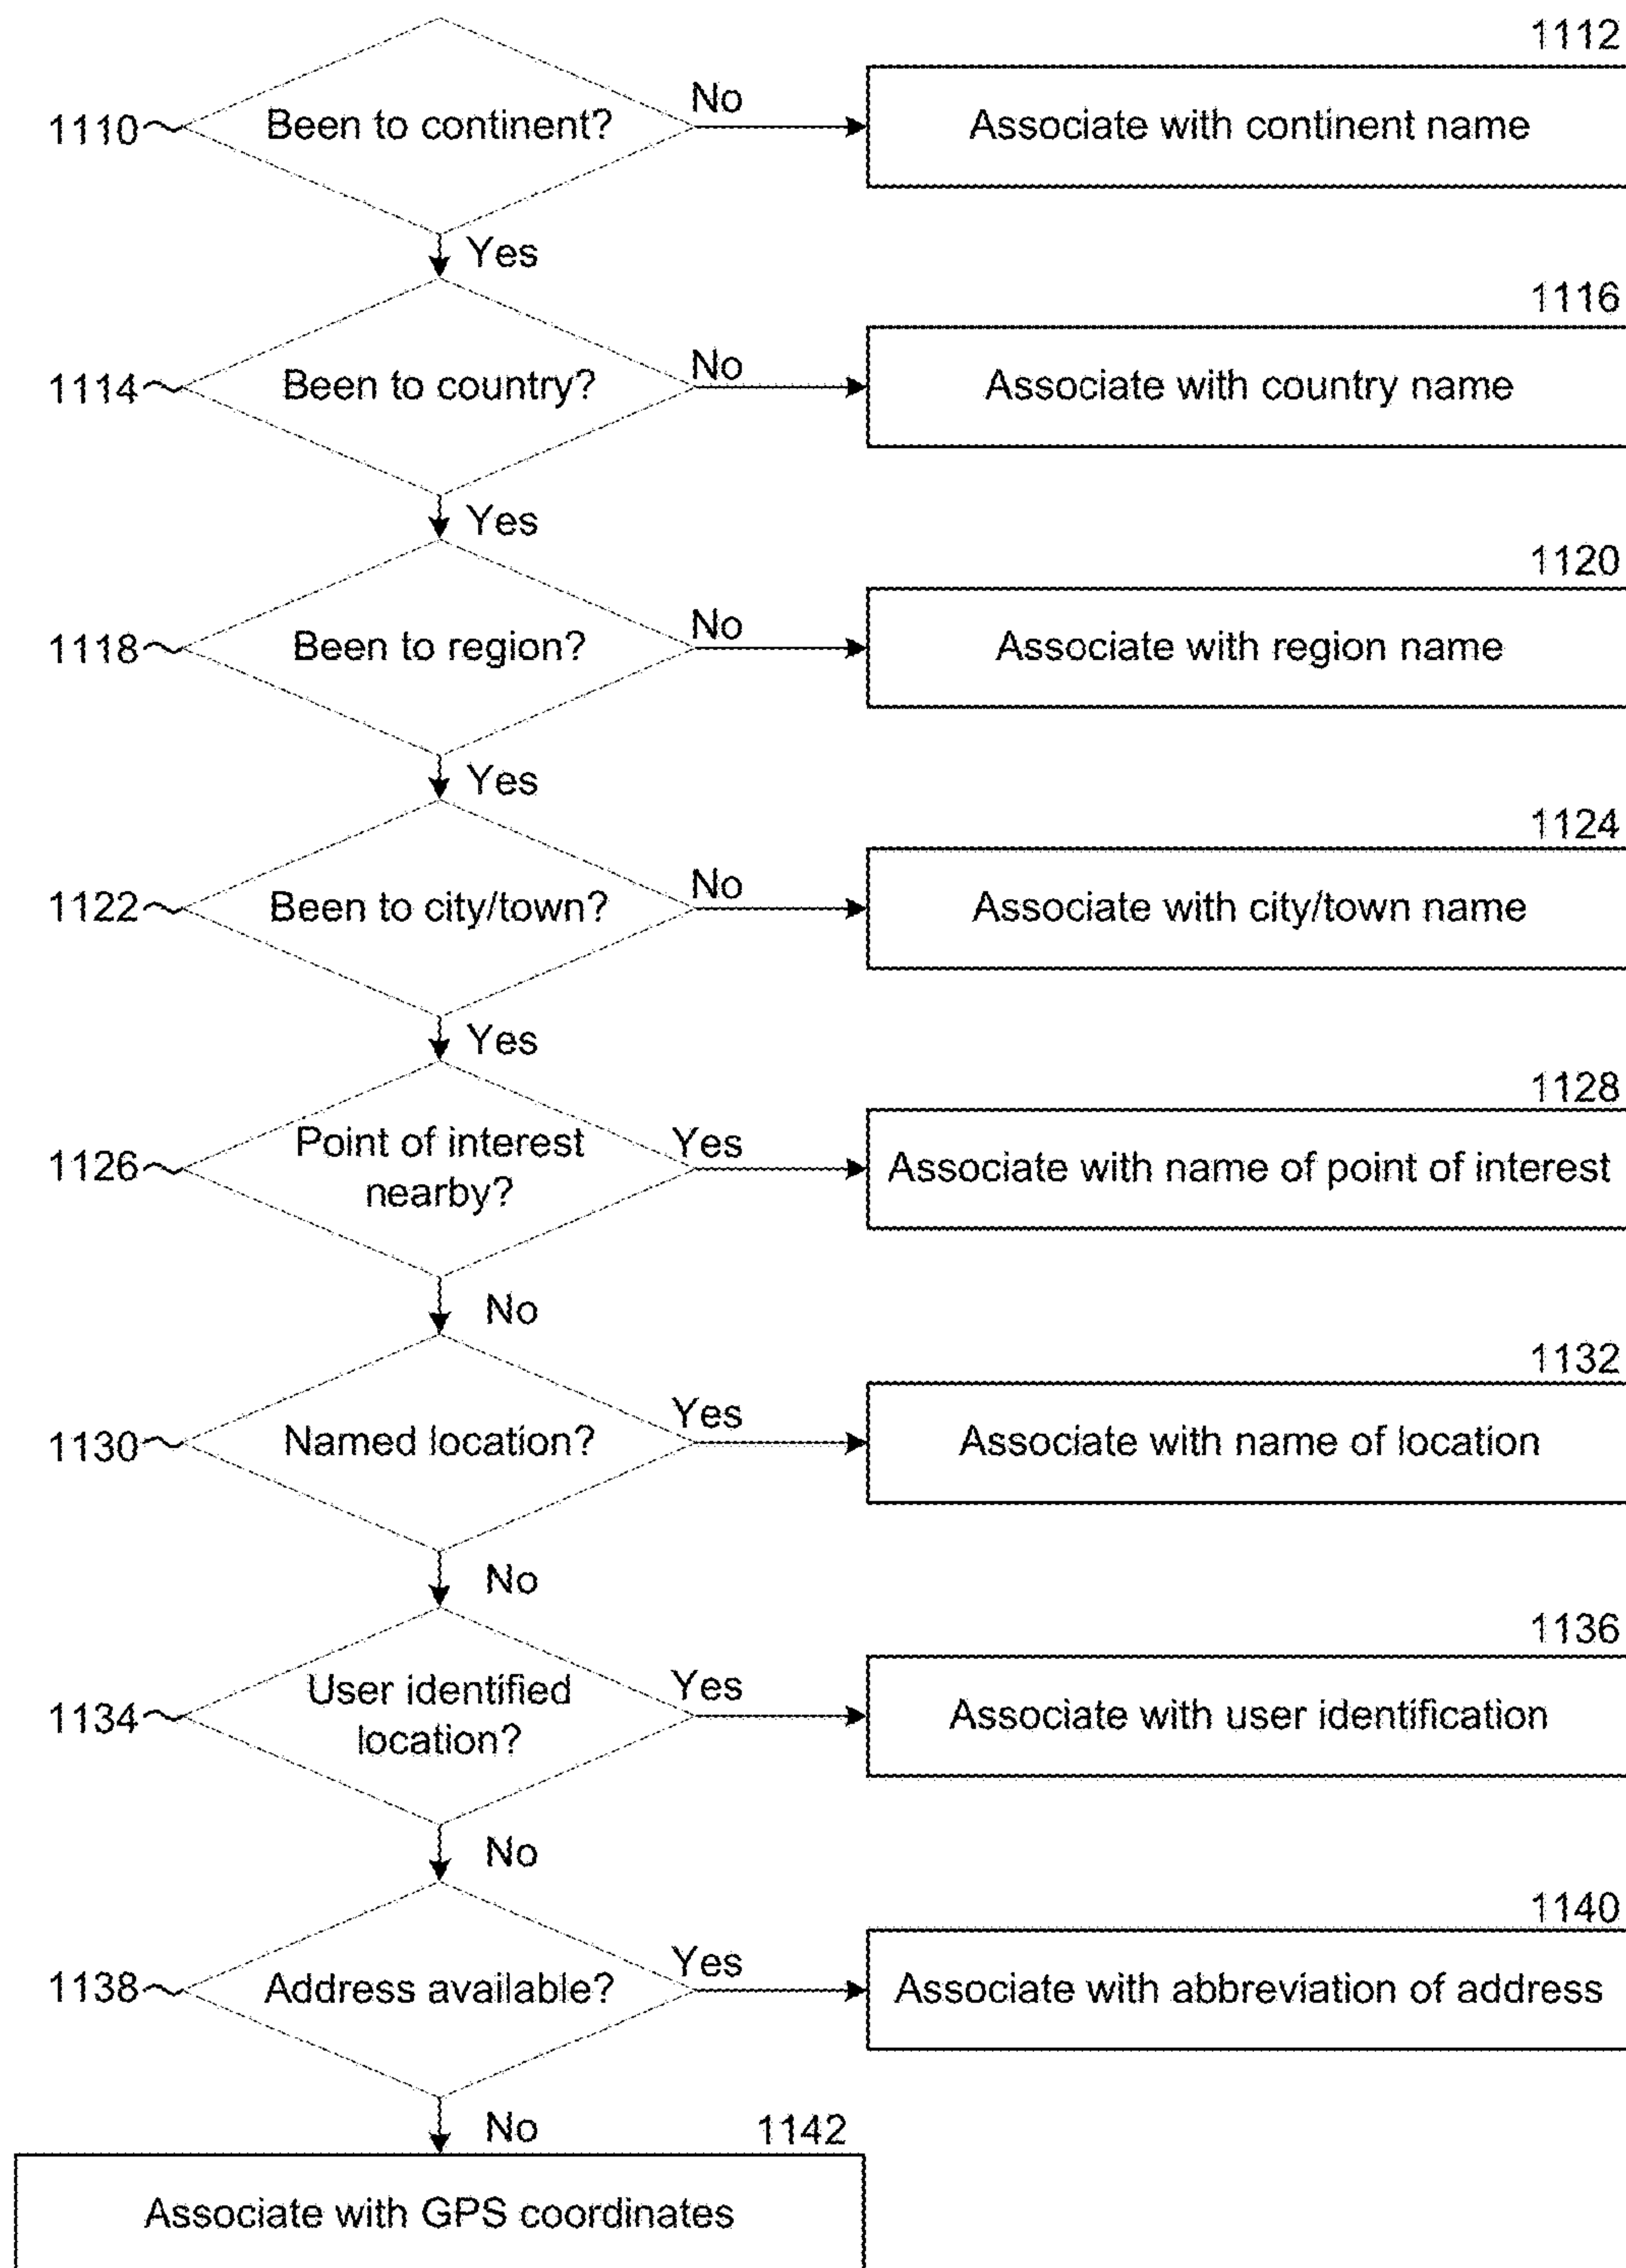 1112
1110
Been to continent?
No
Associate with continent name
Yes
1116
1114
Been to country?
No
Associate with country name
Yes
1120
1118
Been to region?
No
Associate with region name
Yes
1124
1122
Been to city/town?
No
Associate with city/town name
Yes
1128
1126
Point of interest
nearby?
Yes
Associate with name of point of interest
No
1132
1130
Named location?
Yes
Associate with name of location
No
1136
1134
User identified
location?
Yes
Associate with user identification
No
1140
1138
Address available?
Yes
Associate with abbreviation of address
No
1142
Associate with GPS coordinates